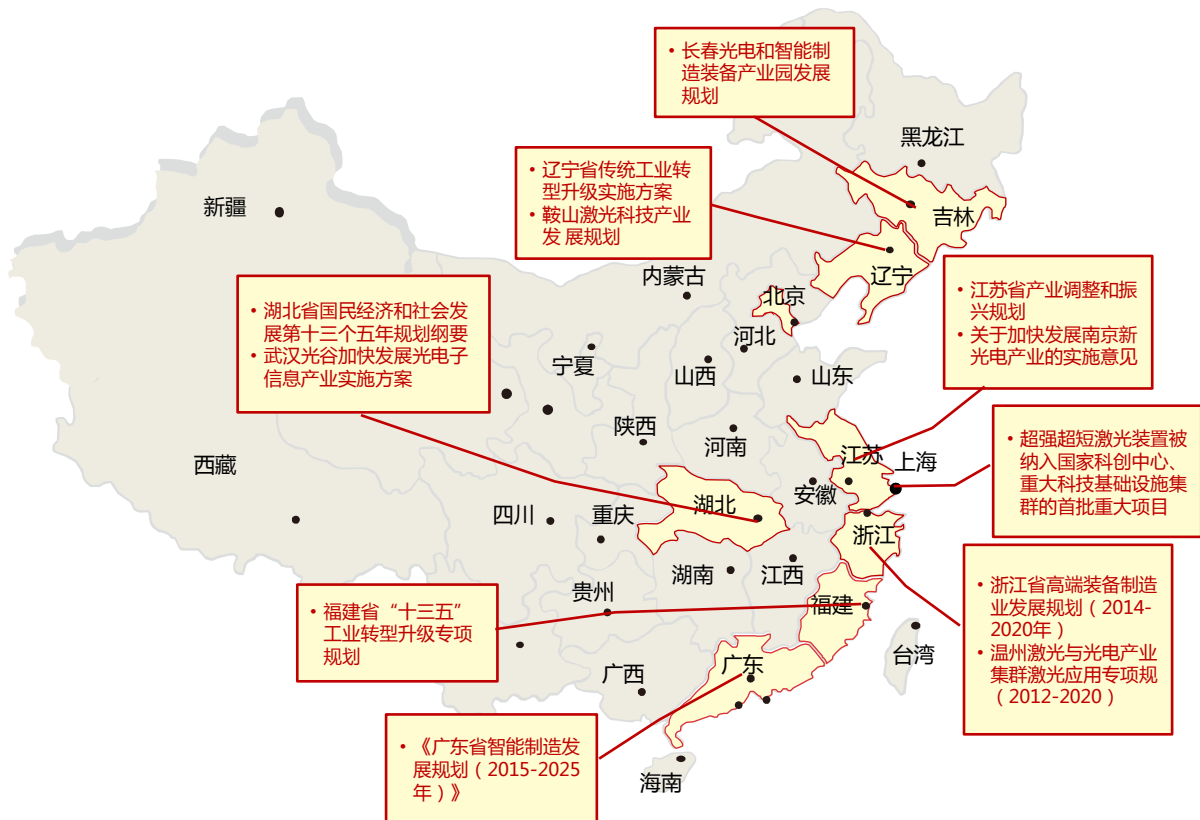 • 长春光电和智能制
造装备产业园发展
规划
黑龙江
• 辽宁省传统工业转
型升级实施方案
• 鞍山激光科技产业
发 展规划
新疆
吉林
辽宁
内蒙古
北京
• 江苏省产业调整和振
兴规划
• 关于加快发展南京新
光电产业的实施意见
• 湖北省国民经济和社会发
展第十三个五年规划纲要
• 武汉光谷加快发展光电子
信息产业实施方案
河北
宁夏
山西
山东
陕西
河南
江苏
上海
• 超强超短激光装置被
纳入国家科创中心、
重大科技基础设施集
群的首批重大项目
西藏
安徽
四川
重庆
湖北
浙江
湖南
江西
贵州
• 福建省“十三五”
工业转型升级专项
规划
福建
• 浙江省高端装备制造
业发展规划（2014-
2020年）
• 温州激光与光电产业
集群激光应用专项规
（2012-2020）
台湾
广西
广东
• 《广东省智能制造发
展规划（2015-2025
年）》
海南